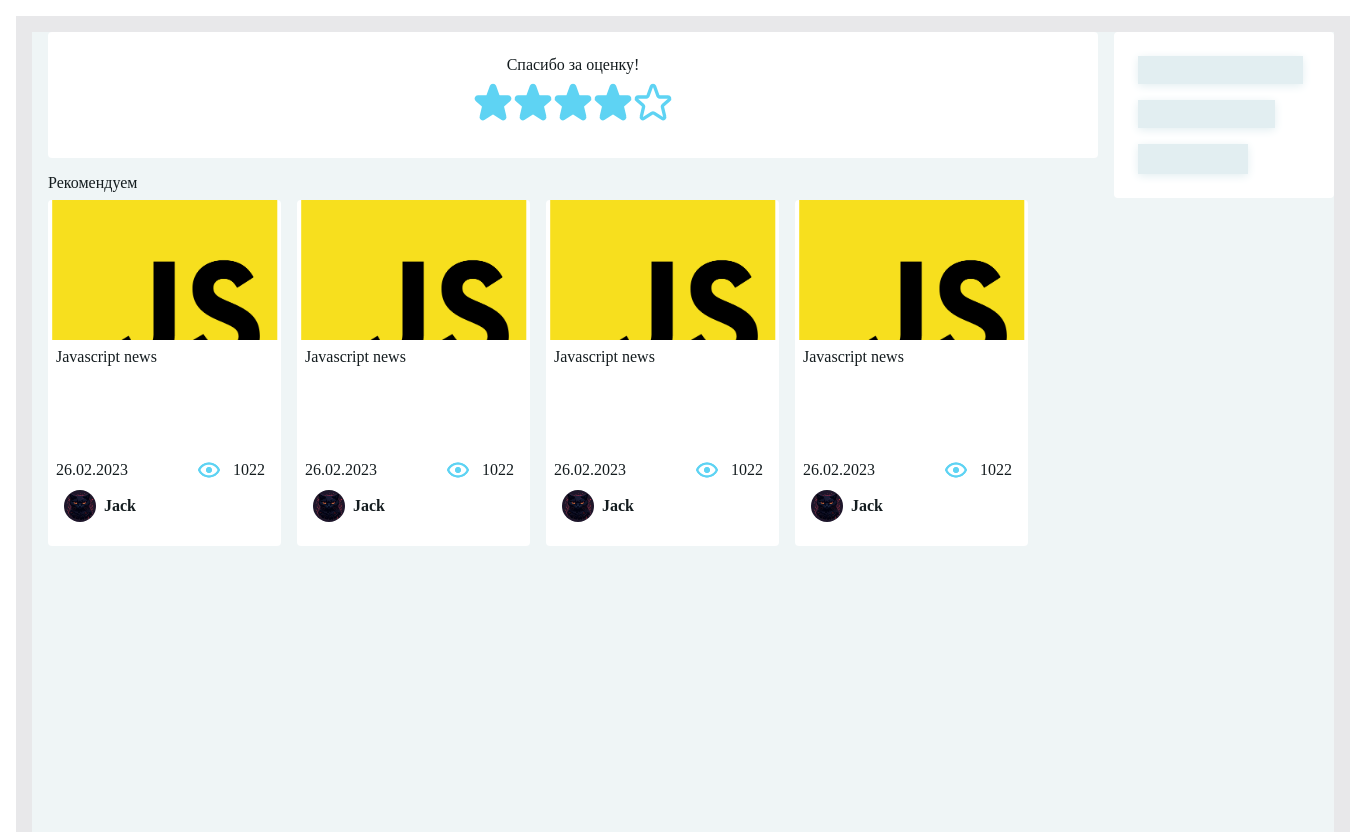 Спасибо за оценку!
Рекомендуем
JS JS JS JS
Javascript news Javascript news Javascript news Javascript news
26.02.2023 1022 26.02.2023 1022 26.02.2023 1022 26.02.2023 1022
Jack Jack Jack Jack